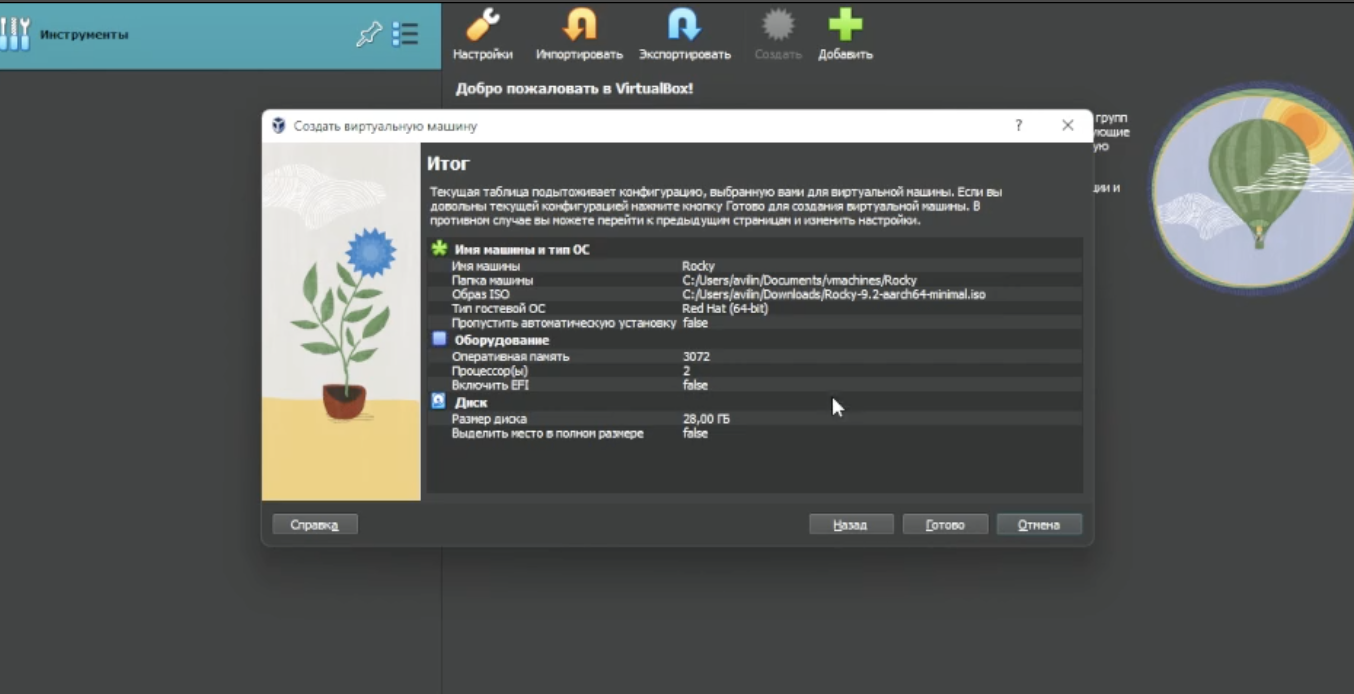 Инструменты
Настройки Импортировать Экспортировать Создать Добавить
Добро пожаловать в VirtualBox!
групп
ующие
ую
ции и
Создать виртуальную машину
?
Итог
Текущая таблица подытоживает конфигурацию, выбранную вами для виртуальной машины. Если вы
довольны текущей конфигурацией нажмите кнопку Готово для создания виртуальной машины. В
противном случае вы можете перейти к предыдущим страницам и изменить настройки.
Имя машины и тип ОС
Имя машины Rocky
Папка машины C:/Users/avilin/Documents/vmachines/Rocky
Образ ISO C:/Users/avilin/Downloads/Rocky-9.2-aarch64-minimal.iso
Тип гостевой ОС Red Hat (64-bit)
Пропустить автоматическую установку false
Оборудование
Оперативная память 3072
Процессор(ы) 2
Включить EFI false
Диск
Размер диска 28,00 ГБ
Выделить место в полном размере false
Справка Назад Готово Отмена